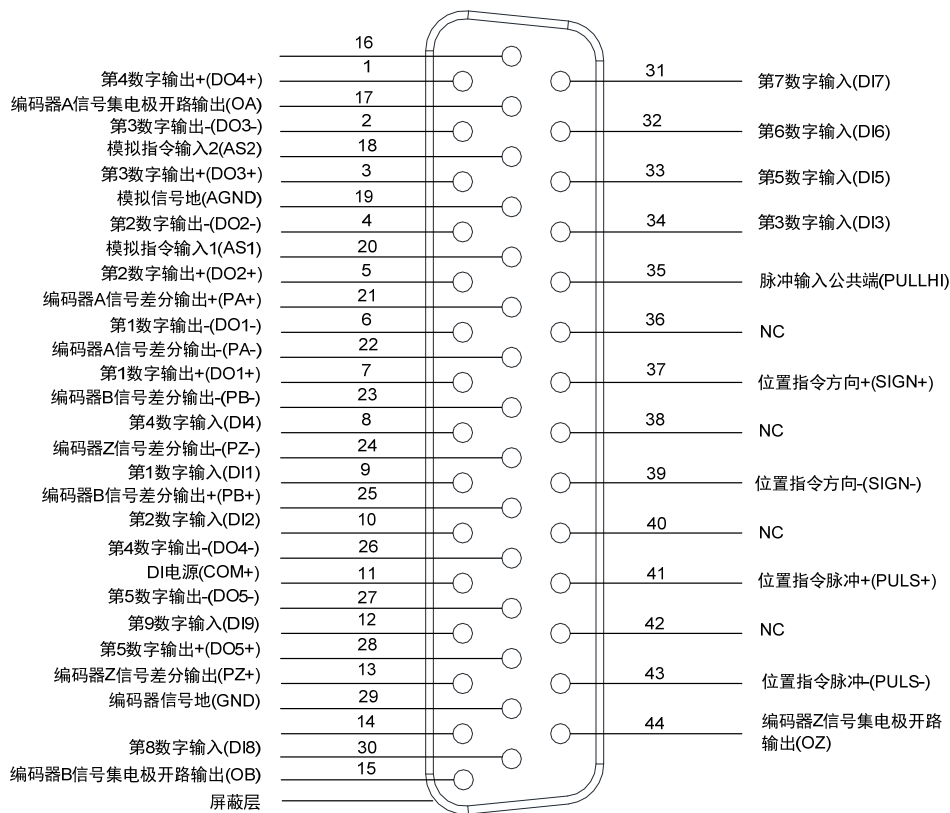 16
1
第4数字输出+(DO4+)
17
编码器A信号集电极开路输出(OA)
2
第3数字输出-(DO3-)
18
模拟指令输入2(AS2)
3
第3数字输出+(DO3+)
19
模拟信号地(AGND)
4
第2数字输出-(DO2-)
20
模拟指令输入1(AS1)
5
第2数字输出+(DO2+)
21
编码器A信号差分输出+(PA+)
6
第1数字输出-(DO1-)
22
编码器A信号差分输出-(PA-)
7
第1数字输出+(DO1+)
23
编码器B信号差分输出-(PB-)
8
第4数字输入(DI4)
24
编码器Z信号差分输出-(PZ-)
9
第1数字输入(DI1)
25
编码器B信号差分输出+(PB+)
10
第2数字输入(DI2)
26
第4数字输出-(DO4-)
11
DI电源(COM+)
27
第5数字输出-(DO5-)
12
第9数字输入(DI9)
28
第5数字输出+(DO5+)
13
编码器Z信号差分输出(PZ+)
29
编码器信号地(GND)
14
30
第8数字输入(DI8)
15
编码器B信号集电极开路输出(OB)
屏蔽层
31
第7数字输入(DI7)
32
第6数字输入(DI6)
33
第5数字输入(DI5)
34
第3数字输入(DI3)
35
脉冲输入公共端(PULLHI)
36
NC
37
位置指令方向+(SIGN+)
38
NC
39
位置指令方向-(SIGN-)
40
NC
41
位置指令脉冲+(PULS+)
42
NC
43
位置指令脉冲-(PULS-)
44
编码器Z信号集电极开路
输出(OZ)